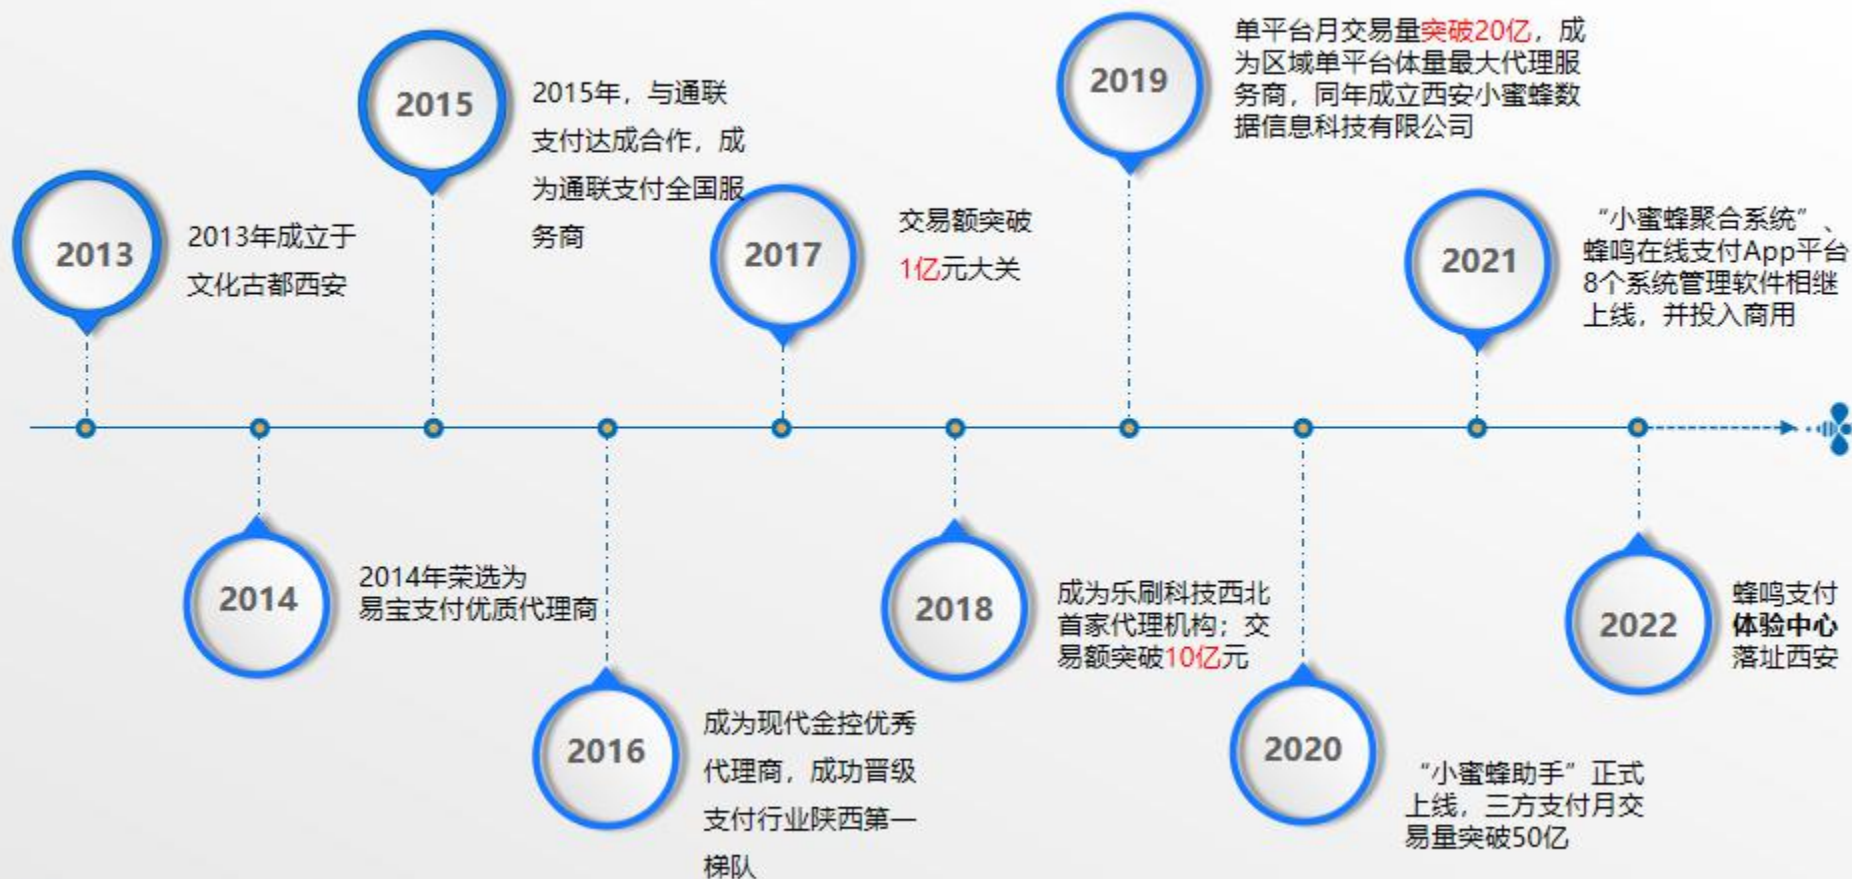 2013
2013年成立于
文化古都西安
2014
2014年荣选为
易宝支付优质代理商
2015
2015年，与通联
支付达成合作，成
为通联支付全国服
务商
2016
成为现代金控优秀
代理商，成功晋级
支付行业陕西第一
梯队
2017
交易额突破
1亿元大关
2018
成为乐刷科技西北
首家代理机构；交
易额突破10亿元
2019
单平台月交易量突破20亿，成
为区域单平台体量最大代理服
务商，同年成立西安小蜜蜂数
据信息科技有限公司
2020
“小蜜蜂助手”正式
上线，三方支付月交
易量突破50亿
2021
“小蜜蜂聚合系统”、
蜂鸣在线支付App平台
8个系统管理软件相继
上线，并投入商用
2022
蜂鸣支付
体验中心
落址西安